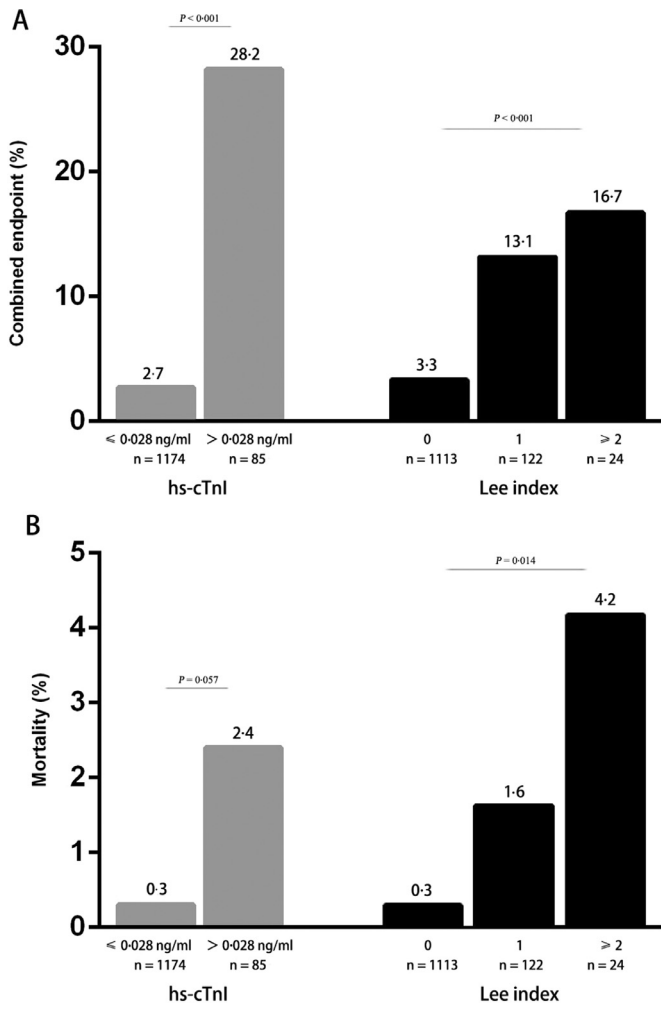 A
P < 0·001
30
28·2
P < 0·001
Combined endpoint (%)
20
16·7
13·1
10
3·3
2·7
0
≤ 0·028 ng/ml > 0·028 ng/ml 0 1 ≥ 2
n = 1174 n = 85 n = 1113 n = 122 n = 24
hs-cTnI Lee index
B
5
P = 0·014
4·2
4
P = 0·057
Mortality (%)
3
2·4
2
1·6
1
0·3 0·3
0
≤ 0·028 ng/ml > 0·028 ng/ml 0 1 ≥ 2
n = 1174 n = 85 n = 1113 n = 122 n = 24
hs-cTnI Lee index